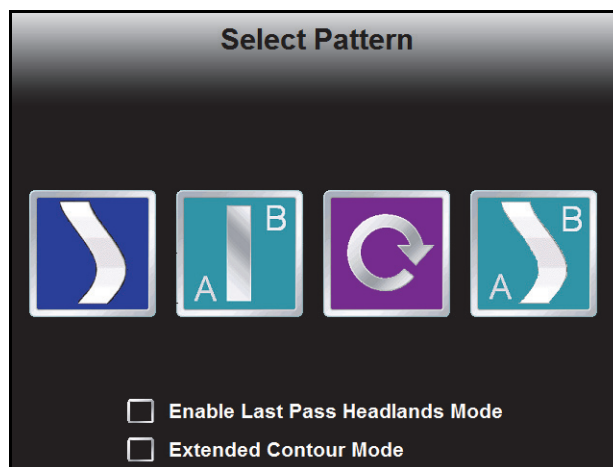 Select Pattern
B
A
B
A
Enable Last Pass Headlands Mode
Extended Contour Mode